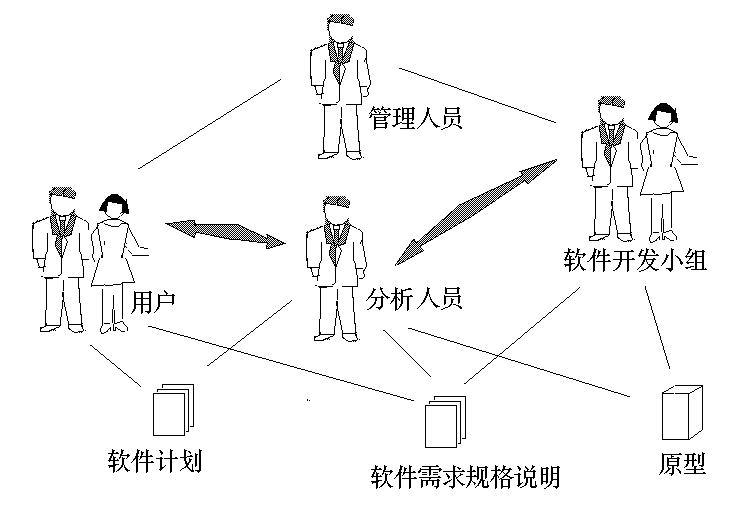 管理人员
软件开发小组
用户
分析人员
软件计划
软件需求规格说明
原型